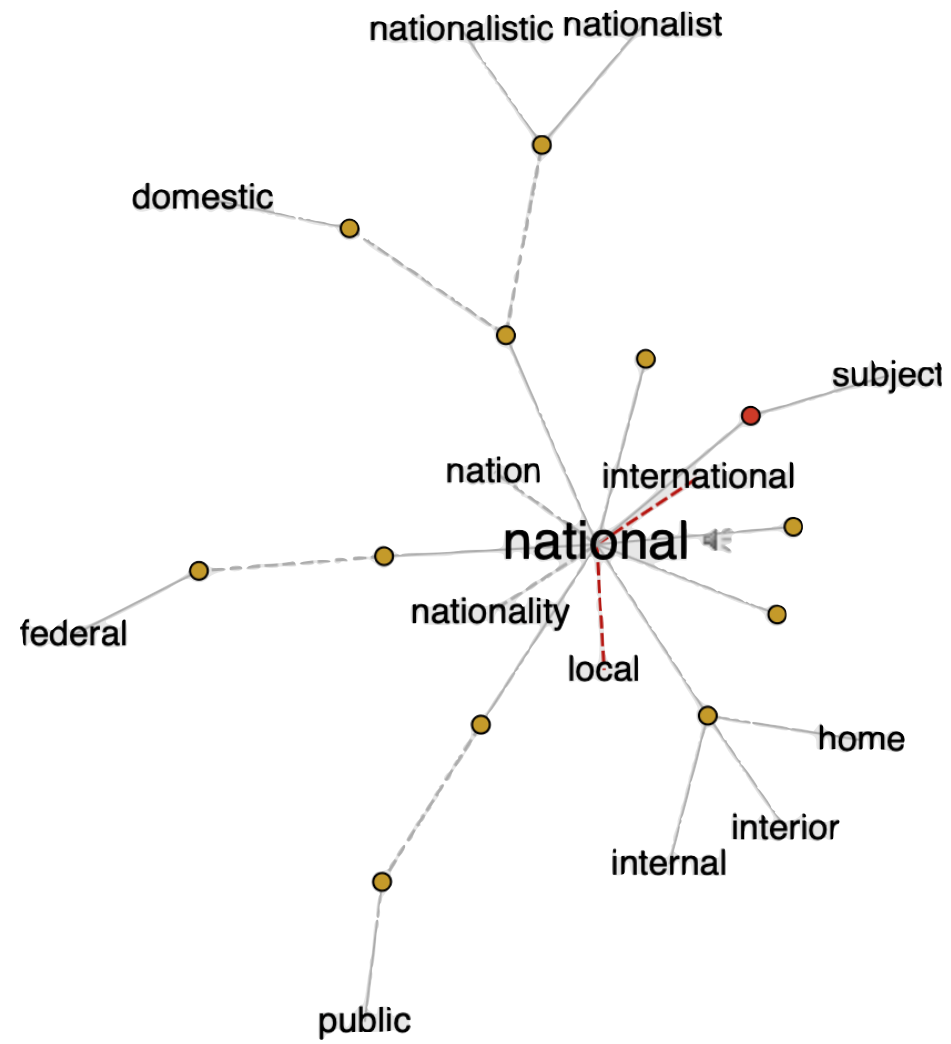 nationalistic nationalist
domestic
subject
nation
international
national
nationality
federal
local
home
interior
internal
public